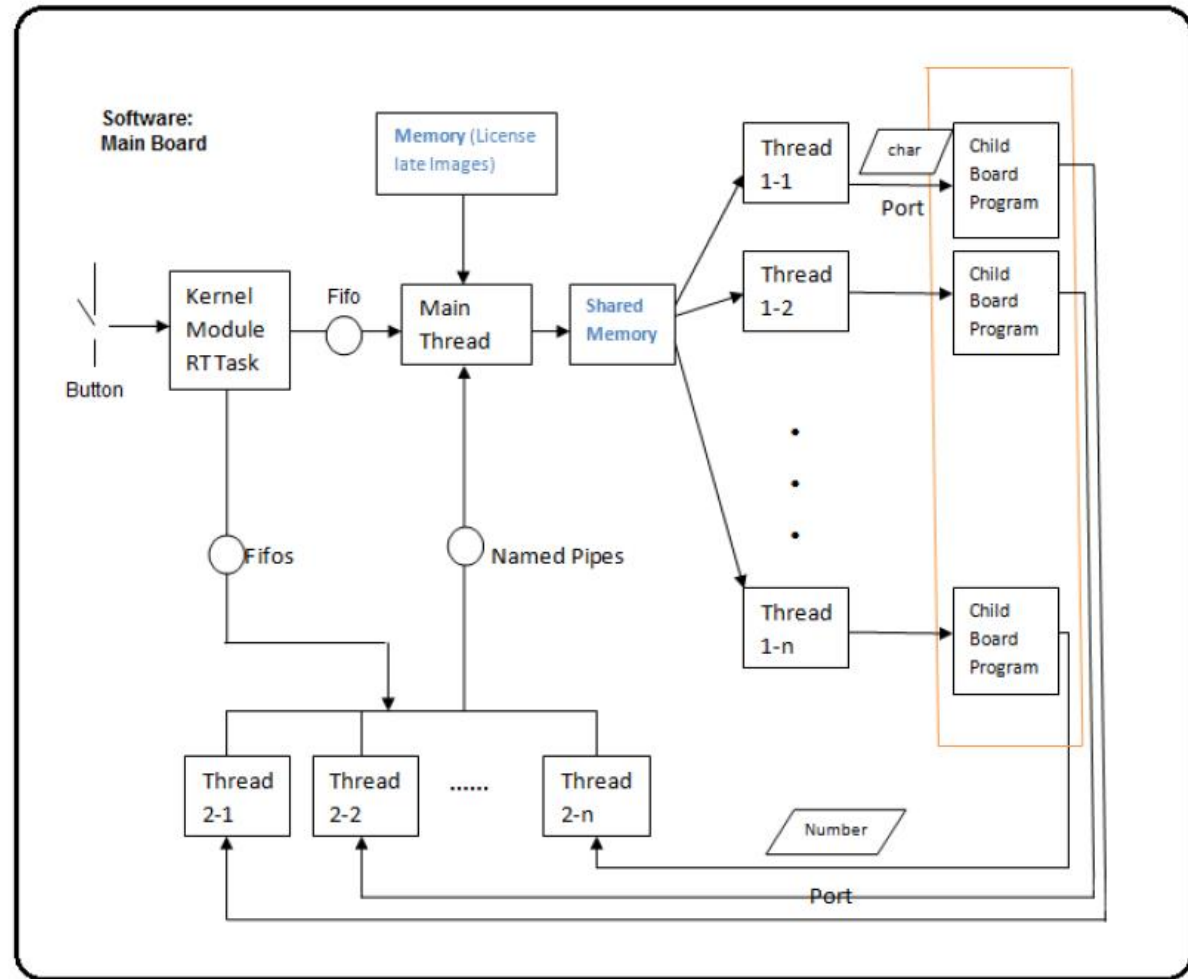 Software:
Main Board
Memory (License
late Images)
Thread
1-1
char
Port
Child
Board
Program
Button
Kernel
Module
RT Task
Fifo
Main
Thread
Shared
Memory
Thread
1-2
Child
Board
Program
Fifos
Named Pipes
Thread
1-n
Child
Board
Program
Thread
2-1
Thread
2-2
......
Thread
2-n
Number
Port